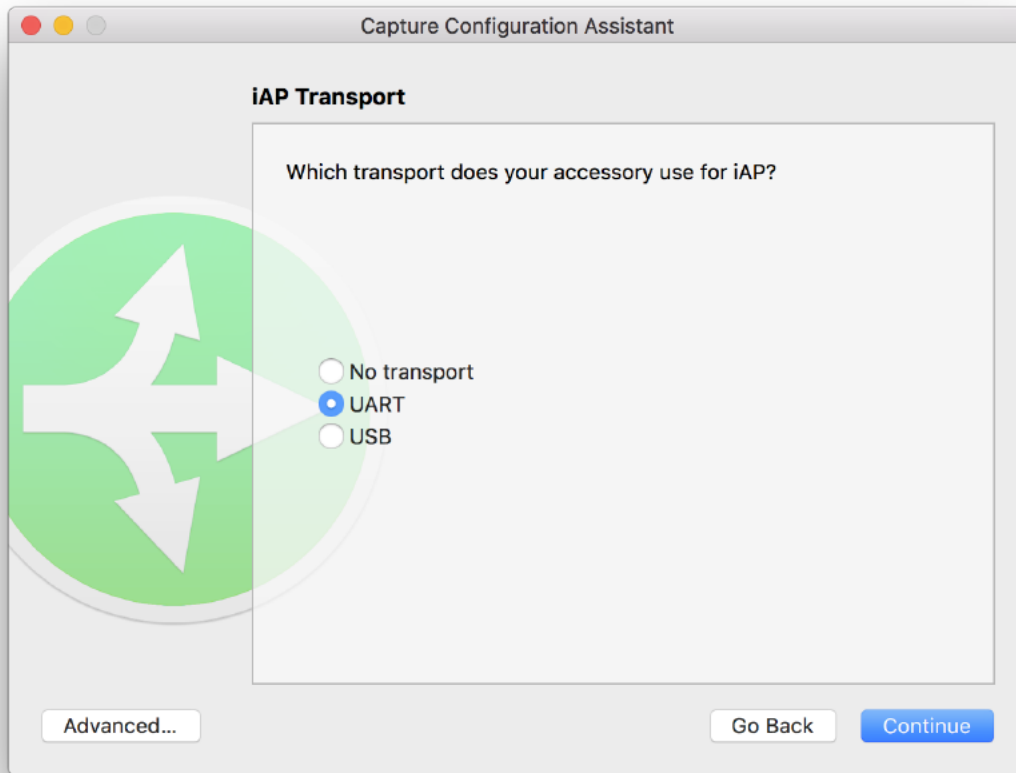 Capture Configuration Assistant
iAP Transport
Which transport does your accessory use for iAP?
No transport
UART
USB
Advanced...
Go Back
Continue